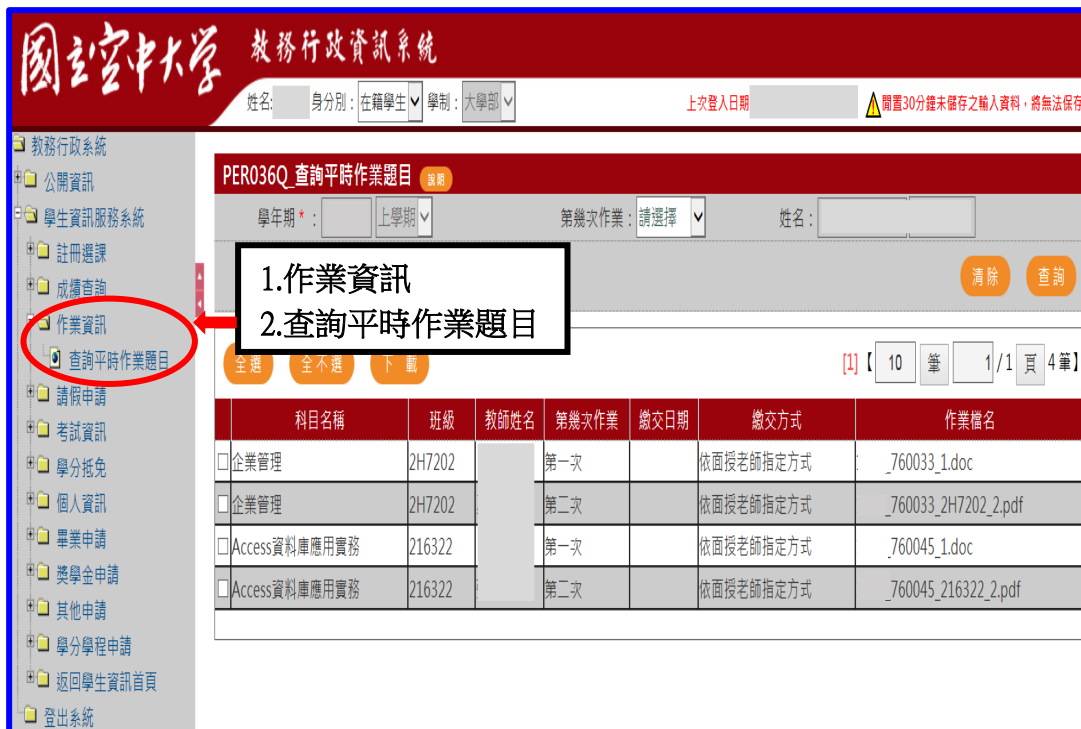 國立空中大学 教務行政資訊系統
姓名: 身分別：在籍學生 學制：大學部 上次登入日期 閒置30分鐘未儲存之輸入資料，將無法保存
教務行政系統
公開資訊
學生資訊服務系統
註冊選課
成績查詢
作業資訊
查詢平時作業題目
請假申請
考試資訊
學分抵免
個人資訊
畢業申請
獎學金申請
其他申請
學分學程申請
返回學生資訊首頁
登出系統
PER036Q_查詢平時作業題目 說明
學年期*： 上學期 第幾次作業：請選擇 姓名：
清除 查詢
1.作業資訊
2.查詢平時作業題目
全選 全不選 下載 [1]【 10 筆 1 / 1 頁 4筆】
科目名稱 班級 教師姓名 第幾次作業 繳交日期 繳交方式 作業檔名
企業管理 2H7202 第一次 依面授老師指定方式 _760033_1.doc
企業管理 2H7202 第二次 依面授老師指定方式 _760033_2H7202_2.pdf
Access資料庫應用實務 216322 第一次 依面授老師指定方式 _760045_1.doc
Access資料庫應用實務 216322 第二次 依面授老師指定方式 _760045_216322_2.pdf